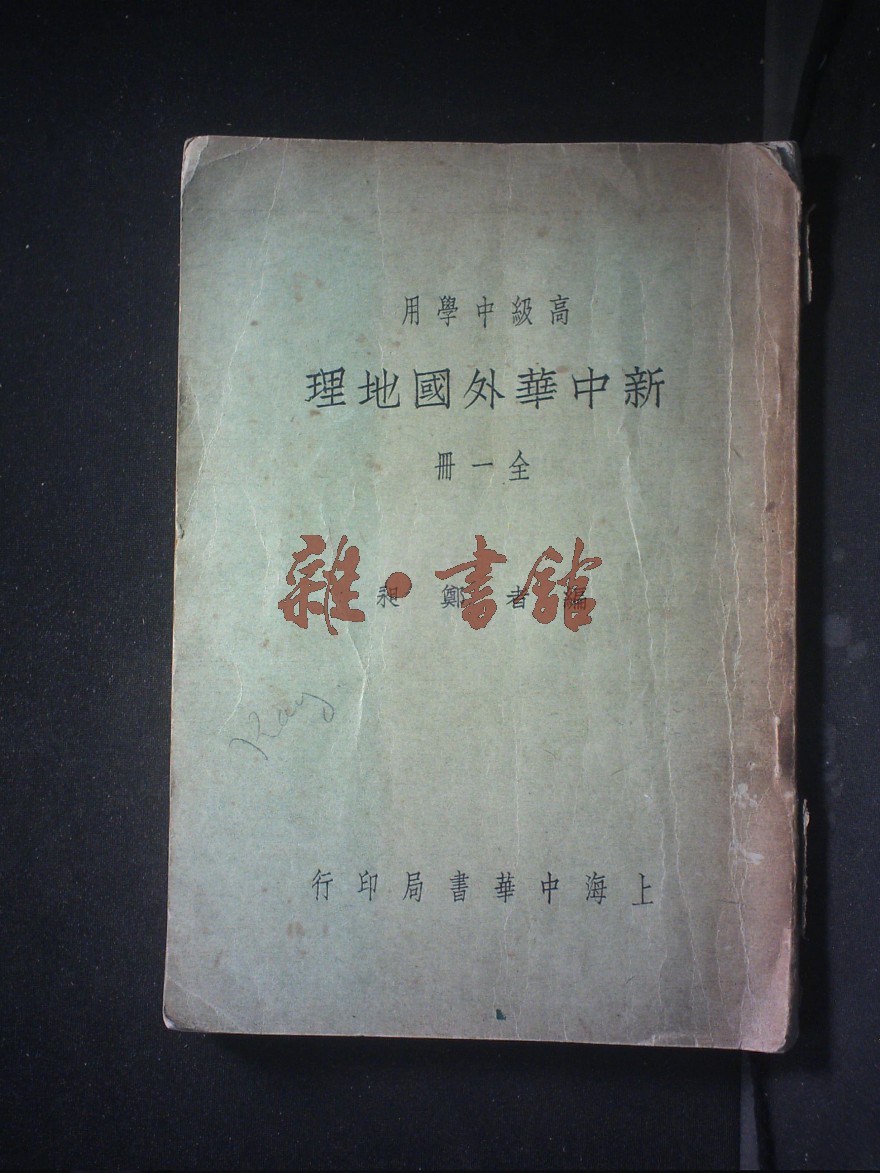 高級中學用
新中華外國地理
全一冊
編者鄭昶
雜·書館
Kay
上海中華書局印行